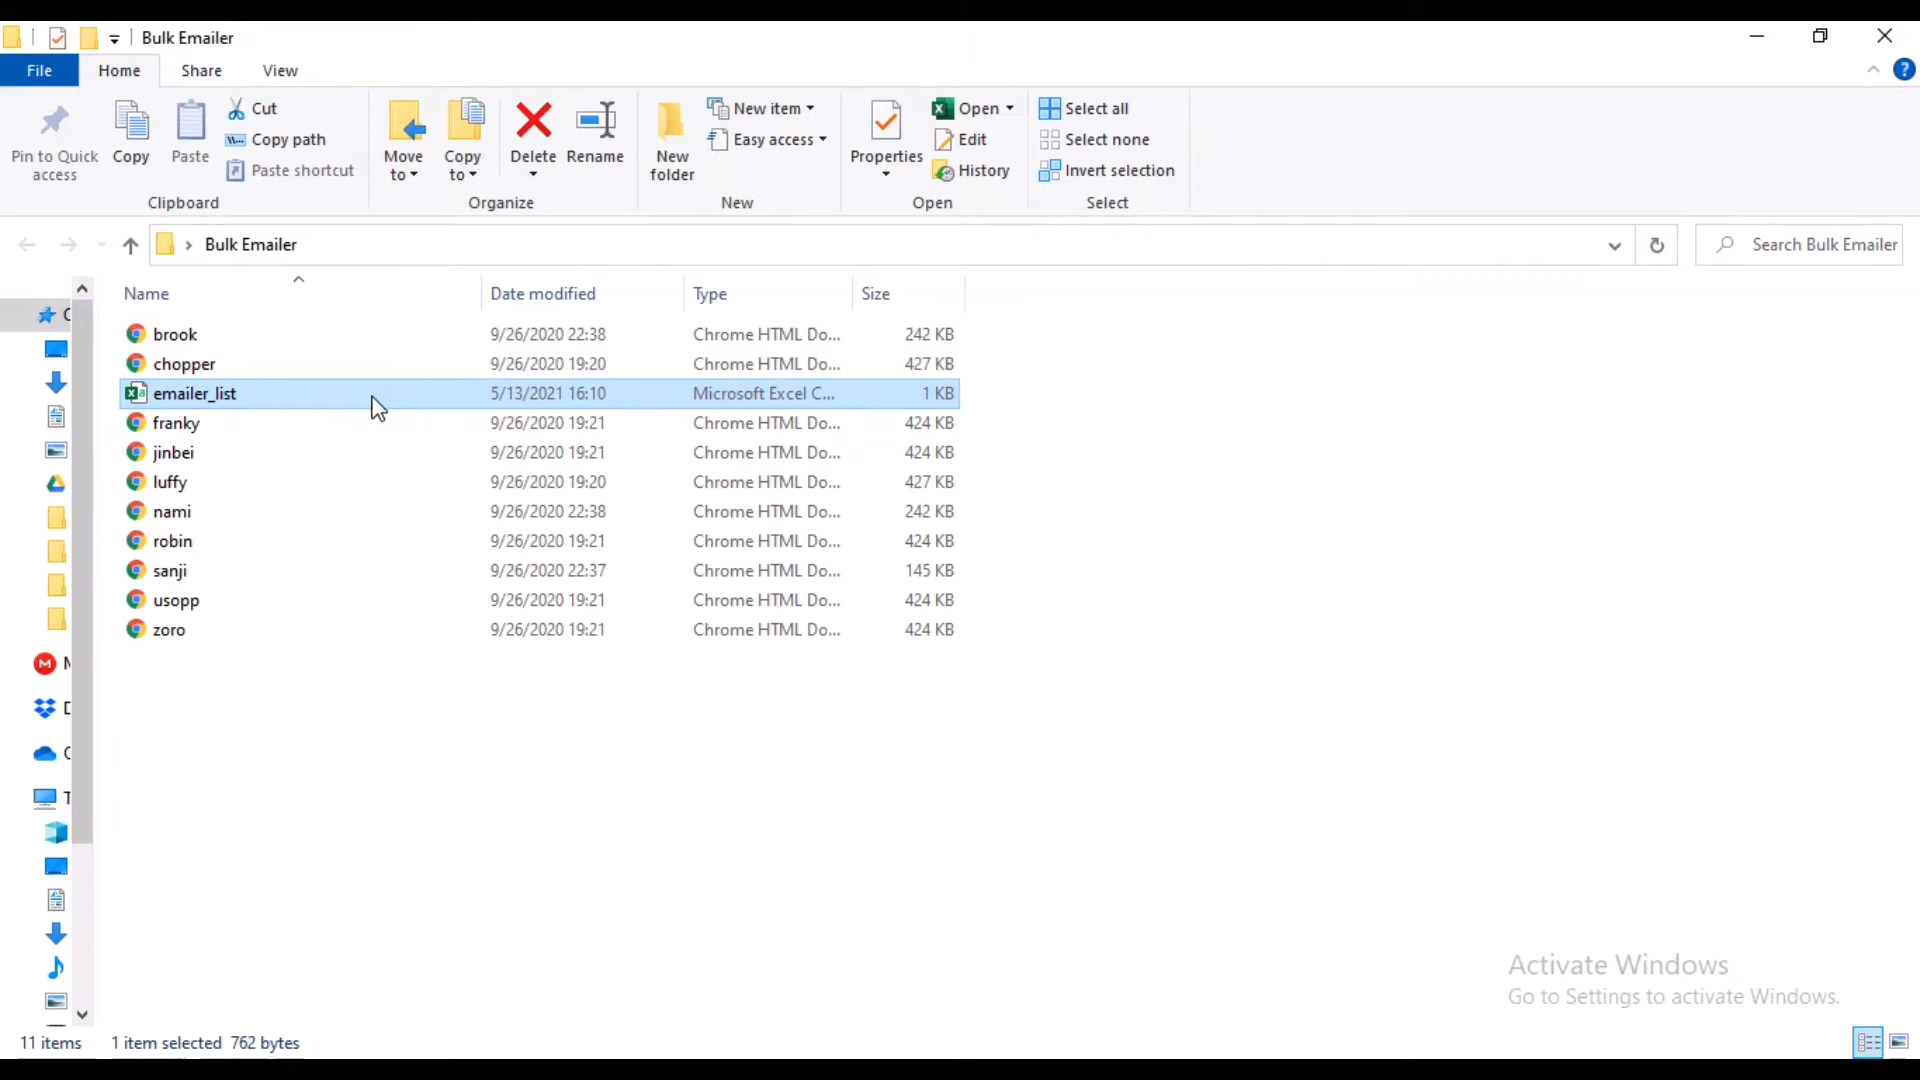 Bulk Emailer
File Home Share View
Pin to Quick access
Copy
Paste
Cut
Copy path
Paste shortcut
Clipboard
Move to
Copy to
Delete
Rename
Organize
New folder
New item
Easy access
New
Properties
Open
Edit
History
Open
Select all
Select none
Invert selection
Select
Bulk Emailer
Search Bulk Emailer
Name Date modified Type Size
brook 9/26/2020 22:38 Chrome HTML Do... 242 KB
chopper 9/26/2020 19:20 Chrome HTML Do... 427 KB
emailer_list 5/13/2021 16:10 Microsoft Excel C... 1 KB
franky 9/26/2020 19:21 Chrome HTML Do... 424 KB
jinbei 9/26/2020 19:21 Chrome HTML Do... 424 KB
luffy 9/26/2020 19:20 Chrome HTML Do... 427 KB
nami 9/26/2020 22:38 Chrome HTML Do... 242 KB
robin 9/26/2020 19:21 Chrome HTML Do... 424 KB
sanji 9/26/2020 22:37 Chrome HTML Do... 145 KB
usopp 9/26/2020 19:21 Chrome HTML Do... 424 KB
zoro 9/26/2020 19:21 Chrome HTML Do... 424 KB
Activate Windows
Go to Settings to activate Windows.
11 items 1 item selected 762 bytes